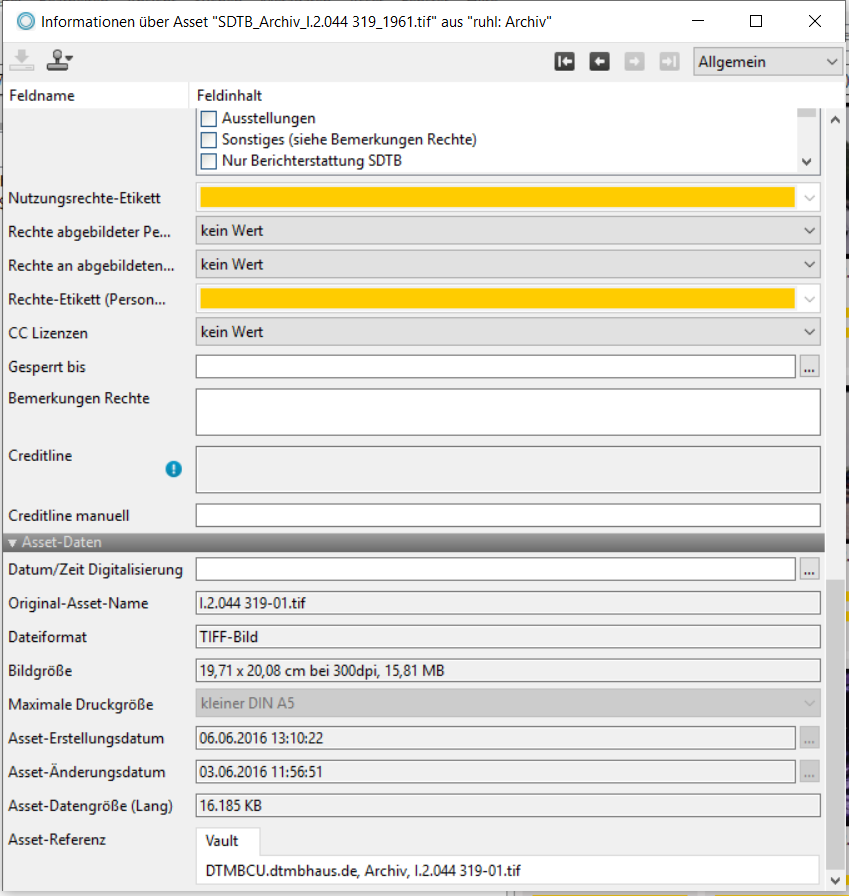 Informationen über Asset "SDTB_Archiv_I.2.044 319_1961.tif" aus "ruhl: Archiv"
Allgemein
Feldname Feldinhalt
Ausstellungen
Sonstiges (siehe Bemerkungen Rechte)
Nur Berichterstattung SDTB
Nutzungsrechte-Etikett
Rechte abgebildeter Pe... kein Wert
Rechte an abgebildeten... kein Wert
Rechte-Etikett (Person...
CC Lizenzen kein Wert
Gesperrt bis ...
Bemerkungen Rechte
Creditline
Creditline manuell
Asset-Daten
Datum/Zeit Digitalisierung ...
Original-Asset-Name I.2.044 319-01.tif
Dateiformat TIFF-Bild
Bildgröße 19,71 x 20,08 cm bei 300dpi, 15,81 MB
Maximale Druckgröße kleiner DIN A5
Asset-Erstellungsdatum 06.06.2016 13:10:22 ...
Asset-Änderungsdatum 03.06.2016 11:56:51 ...
Asset-Datengröße (Lang) 16.185 KB
Asset-Referenz Vault
DTMBCU.dtmbhaus.de, Archiv, I.2.044 319-01.tif